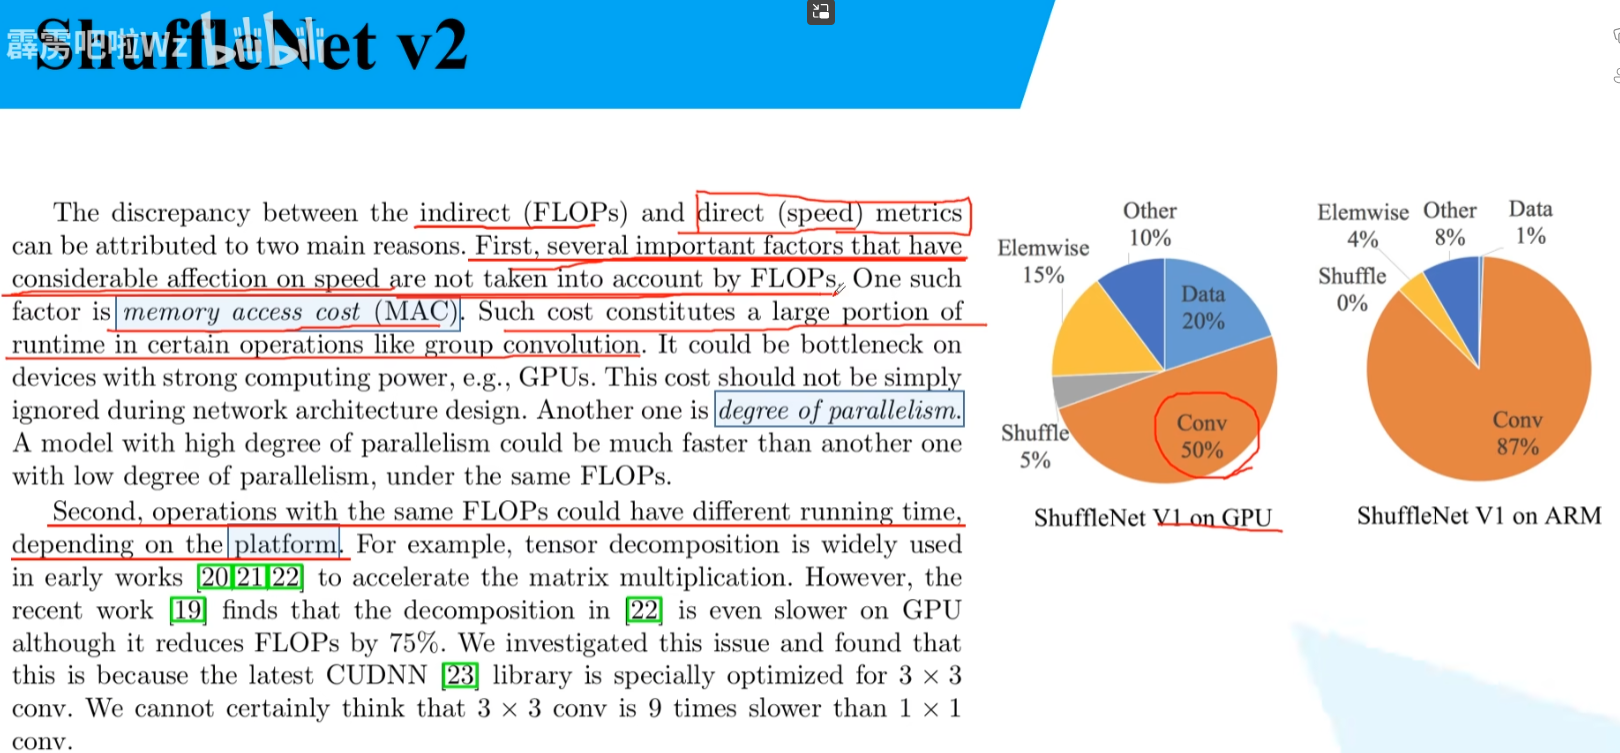 ShuffleNet v2
霹雳吧啦Wz bilibili
The discrepancy between the indirect (FLOPs) and direct (speed) metrics
can be attributed to two main reasons. First, several important factors that have
considerable affection on speed are not taken into account by FLOPs. One such
factor is memory access cost (MAC). Such cost constitutes a large portion of
runtime in certain operations like group convolution. It could be bottleneck on
devices with strong computing power, e.g., GPUs. This cost should not be simply
ignored during network architecture design. Another one is degree of parallelism.
A model with high degree of parallelism could be much faster than another one
with low degree of parallelism, under the same FLOPs.
Second, operations with the same FLOPs could have different running time,
depending on the platform. For example, tensor decomposition is widely used
in early works [20,21,22] to accelerate the matrix multiplication. However, the
recent work [19] finds that the decomposition in [22] is even slower on GPU
although it reduces FLOPs by 75%. We investigated this issue and found that
this is because the latest CUDNN [23] library is specially optimized for 3 × 3
conv. We cannot certainly think that 3 × 3 conv is 9 times slower than 1 × 1
conv.
Other
10%
Elemwise
15%
Data
20%
Conv
50%
Shuffle
5%
ShuffleNet V1 on GPU
Elemwise
4%
Other
8%
Data
1%
Shuffle
0%
Conv
87%
ShuffleNet V1 on ARM